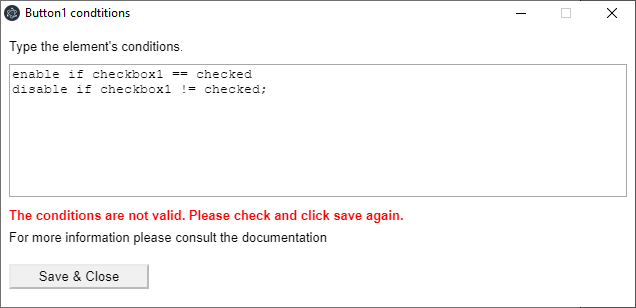 Button1 condtitions
Type the element's conditions.
enable if checkbox1 == checked
disable if checkbox1 != checked;
The conditions are not valid. Please check and click save again.
For more information please consult the documentation
Save & Close